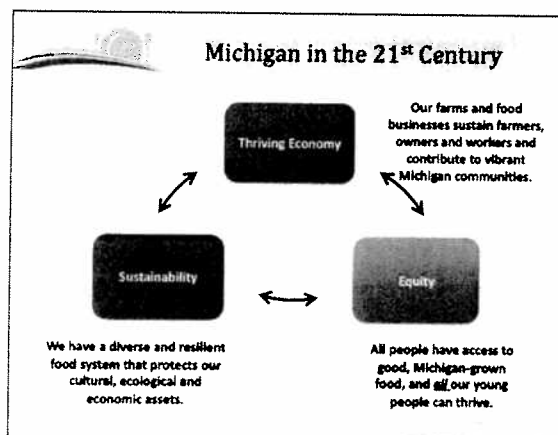 Michigan in the 21st Century
Thriving Economy
Our farms and food
businesses sustain farmers,
owners and workers and
contribute to vibrant
Michigan communities.
Sustainability
We have a diverse and resilient
food system that protects our
cultural, ecological and
economic assets.
Equity
All people have access to
good, Michigan-grown
food, and all our young
people can thrive.